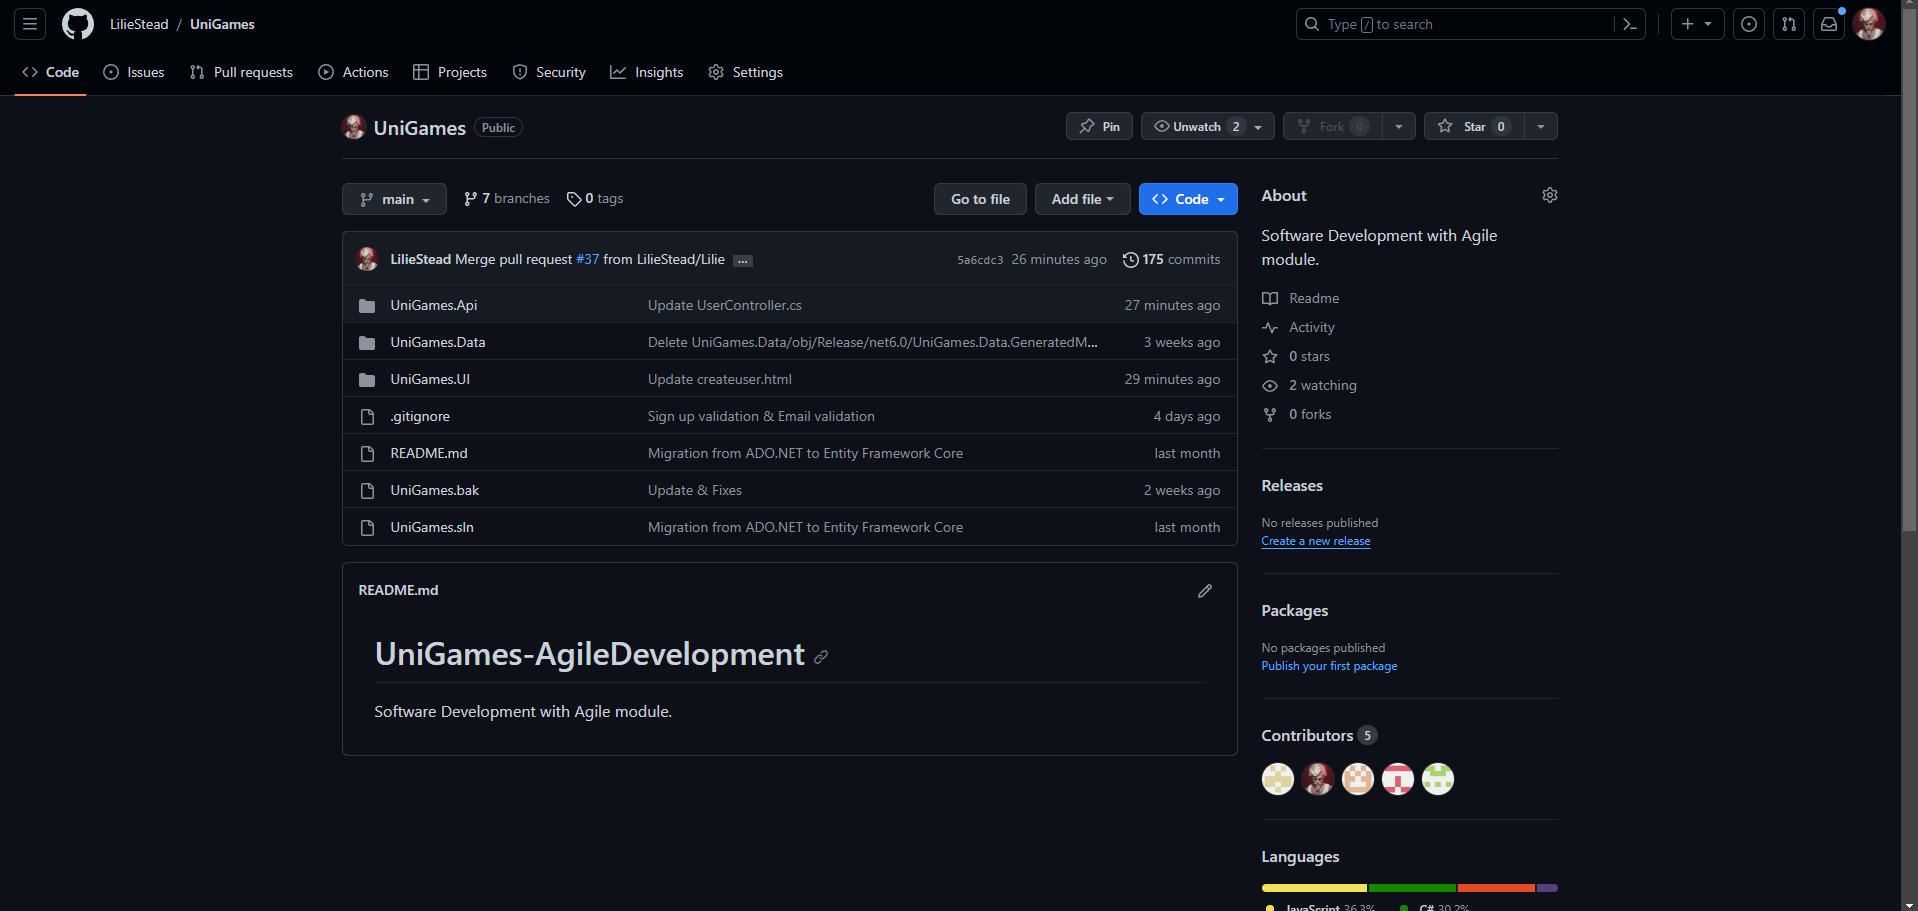 LilieStead / UniGames
Type / to search
Code Issues Pull requests Actions Projects Security Insights Settings
UniGames Public
Pin Unwatch 2 Fork 0 Star 0
main 7 branches 0 tags Go to file Add file Code
LilieStead Merge pull request #37 from LilieStead/Lilie ... 5a6cdc3 26 minutes ago 175 commits
UniGames.Api Update UserController.cs 27 minutes ago
UniGames.Data Delete UniGames.Data/obj/Release/net6.0/UniGames.Data.GeneratedM... 3 weeks ago
UniGames.UI Update createuser.html 29 minutes ago
.gitignore Sign up validation & Email validation 4 days ago
README.md Migration from ADO.NET to Entity Framework Core last month
UniGames.bak Update & Fixes 2 weeks ago
UniGames.sln Migration from ADO.NET to Entity Framework Core last month
README.md
UniGames-AgileDevelopment
Software Development with Agile module.
About
Software Development with Agile
module.
Readme
Activity
0 stars
2 watching
0 forks
Releases
No releases published
Create a new release
Packages
No packages published
Publish your first package
Contributors 5
Languages
JavaScript 36.3% C# 30.2%